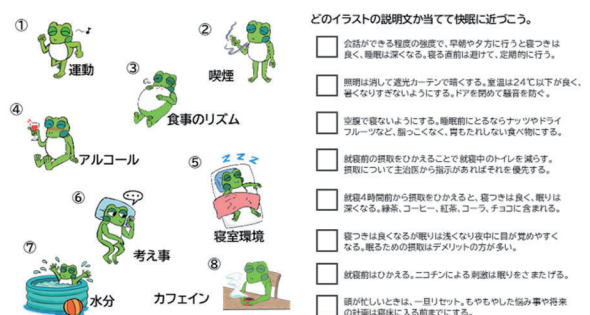 ①
運動
②
喫煙
③
食事のリズム
④
アルコール
⑤
zzz
寝室環境
⑥
考え事
⑦
水分
⑧
カフェイン
どのイラストの説明文か当てて快眠に近づこう。
会話ができる程度の強度で、早朝や夕方に行うと寝つきは
良く、睡眠は深くなる。寝る直前は避けて、定期的に行う。
照明は消して遮光カーテンで暗くする。室温は24℃以下が良く、
暑くなりすぎないようにする。ドアを閉めて騒音を防ぐ。
空腹で寝ないようにする。睡眠前にとるならナッツやドライ
フルーツなど、脂っこくなく、胃もたれしない食べ物にする。
就寝前の摂取をひかえることで就寝中のトイレを減らす。
摂取について主治医から指示があればそれを優先する。
就寝4時間前から摂取をひかえると、寝つきは良く、眠りは
深くなる。緑茶、コーヒー、紅茶、コーラ、チョコに含まれる。
寝つきは良くなるが眠りは浅くなり夜中に目が覚めやすく
なる。眠るための摂取はデメリットの方が多い。
就寝前はひかえる。ニコチンによる刺激は眠りをさまたげる。
頭が忙しいときは、一旦リセット。もやもやした悩み事や将来
の計画は寝床に入る前までにする。